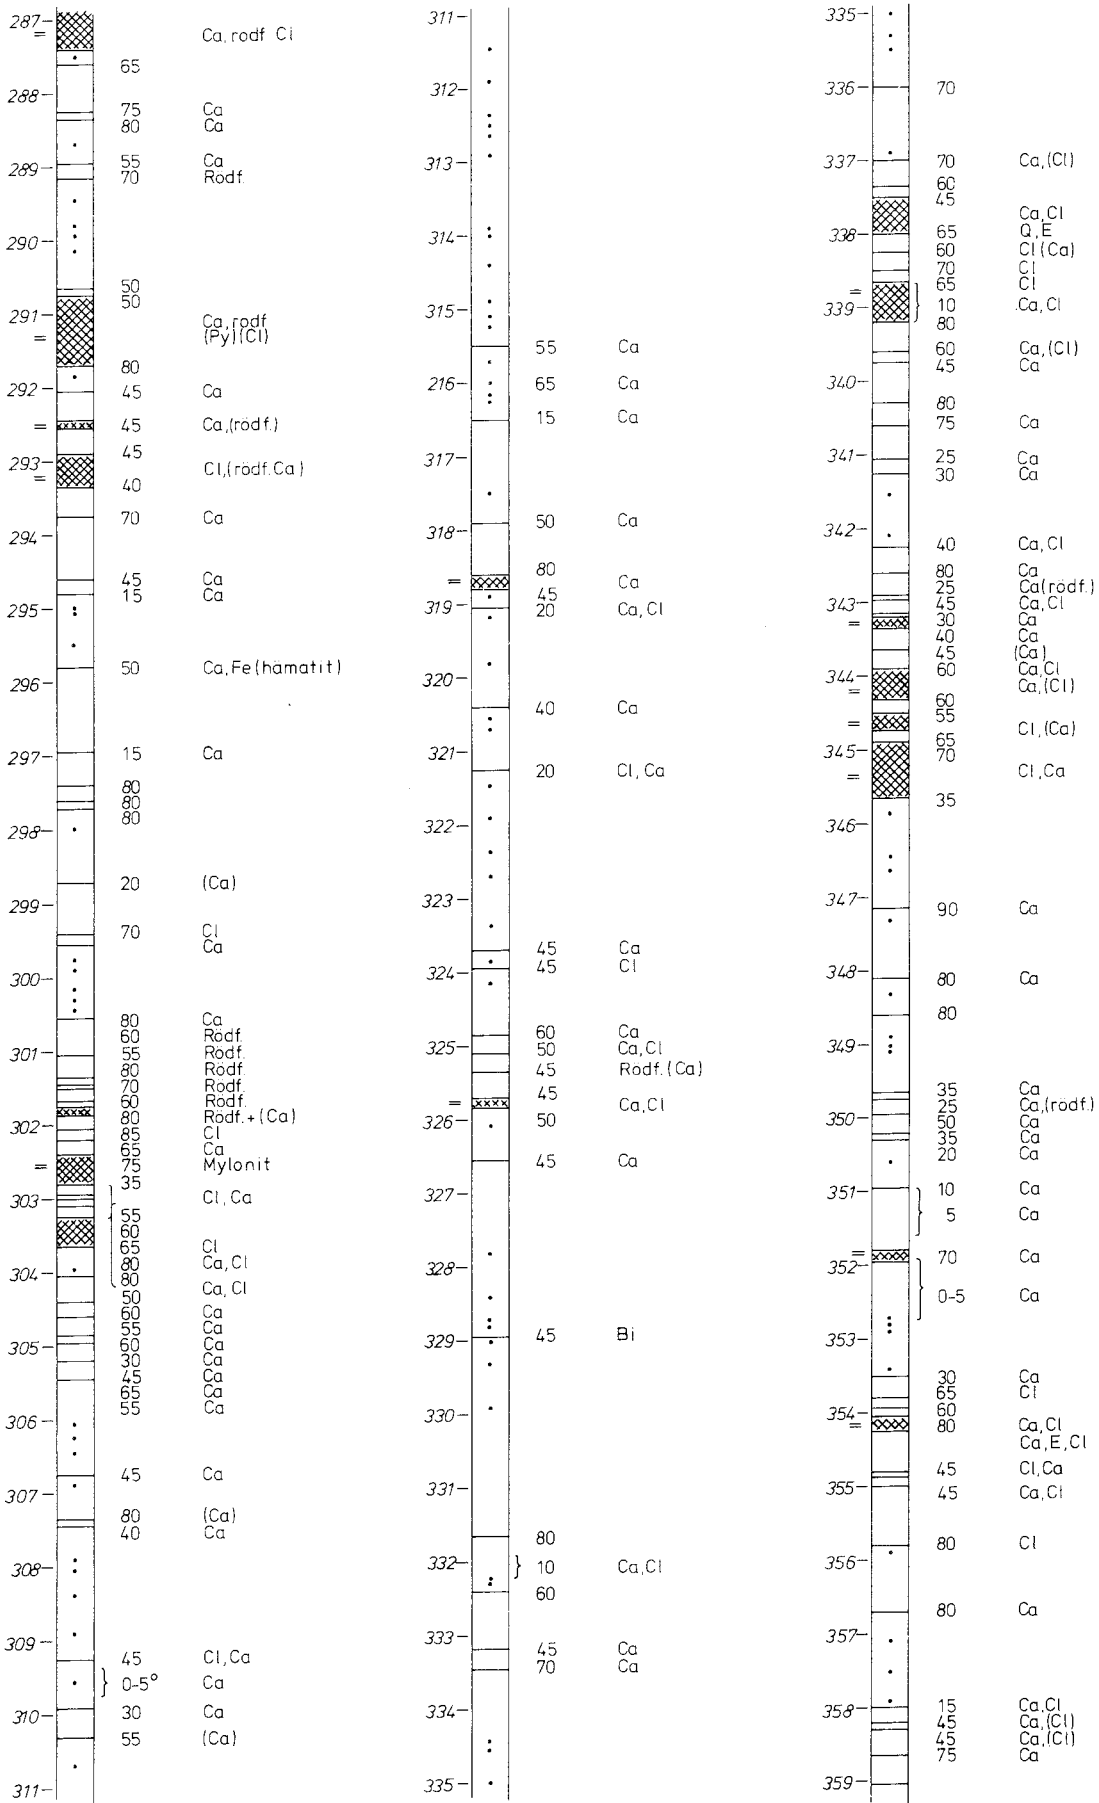 287
= Ca, rödf Cl
65
288
75 Ca
80 Ca
55 Ca
289
70 Rödf.
290
50
50
291
Ca, rödf
= (Py)(Cl)
80
292
45 Ca
= 45 Ca,(rödf.)
45
293
Cl,(rödf.Ca)
=
40
70 Ca
294
45 Ca
15 Ca
295
50 Ca,Fe(hämatit)
296
15 Ca
297
80
80
80
298
20 (Ca)
299
70 Cl
Ca
300
80 Ca
60 Rödf.
301
55 Rödf.
80 Rödf.
70 Rödf.
60 Rödf.
80 Rödf.+(Ca)
302
85 Cl
65 Ca
= 75 Mylonit
35
303
Cl,Ca
55
60
65 Cl
80 Ca,Cl
304
80
Ca,Cl
50
60 Ca
55 Ca
305
60 Ca
30 Ca
45 Ca
65 Ca
55 Ca
306
45 Ca
307
80 (Ca)
40 Ca
308
309
45 Cl,Ca
} 0-5° Ca
310
30 Ca
55 (Ca)
311
311
312
313
314
315
55 Ca
216
65 Ca
15 Ca
317
50 Ca
318
80
= Ca
45
319
20 Ca,Cl
320
40 Ca
321
20 Cl,Ca
322
323
45 Ca
324
45 Cl
60 Ca
325
50 Ca,Cl
45 Rödf.(Ca)
45
= Ca,Cl
326
50
45 Ca
327
328
329
45 Bi
330
331
80
332
} 10 Ca,Cl
60
333
45 Ca
70 Ca
334
335
335
336
70
337
70 Ca,(Cl)
60
45
Ca,Cl
338
65 Q,E
60 Cl(Ca)
70 Cl
=
65 Cl
339
} 10 Ca,Cl
80
60 Ca,(Cl)
45 Ca
340
80
75 Ca
341
25 Ca
30 Ca
342
40 Ca,Cl
80 Ca
25 Ca(rödf.)
343
45 Ca,Cl
= 30 Ca
40 Ca
45 (Ca)
344
60 Ca,Cl
= Ca,(Cl)
60
55
= Cl,(Ca)
65
345
70
= Cl,Ca
35
346
347
90 Ca
348
80 Ca
80
349
35 Ca
25 Ca,(rödf.)
350
50 Ca
35 Ca
20 Ca
351
10 Ca
} 5 Ca
= 70 Ca
352
} 0-5 Ca
353
30 Ca
65 Cl
354
60
= 80 Ca,Cl
Ca,E,Cl
45 Cl,Ca
355
45 Ca,Cl
80 Cl
356
80 Ca
357
358
15 Ca,Cl
45 Ca,(Cl)
45 Ca,(Cl)
75 Ca
359